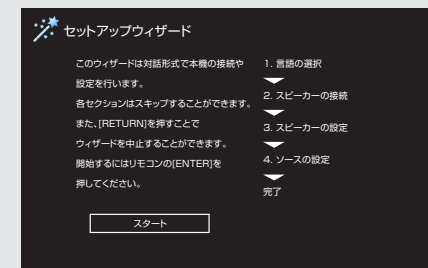 セットアップウィザード
このウィザードは対話形式で本機の接続や
設定を行います。
各セクションはスキップすることができます。
また、[RETURN]を押すことで
ウィザードを中止することができます。
開始するにはリモコンの[ENTER]を
押してください。
スタート
1. 言語の選択
2. スピーカーの接続
3. スピーカーの設定
4. ソースの設定
完了